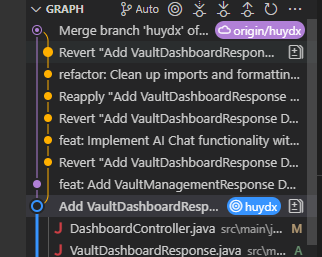 GRAPH
Merge branch 'huydx' of... origin/huydx
Revert "Add VaultDashboardRespon...
refactor: Clean up imports and formattin...
Reapply "Add VaultDashboardResponse ...
Revert "Add VaultDashboardResponse D...
feat: Implement AI Chat functionality wit...
Revert "Add VaultDashboardResponse D...
feat: Add VaultManagementResponse D...
Add VaultDashboardResp... huydx
J DashboardController.java src\main\j... M
J VaultDashboardResponse.java src\m... A